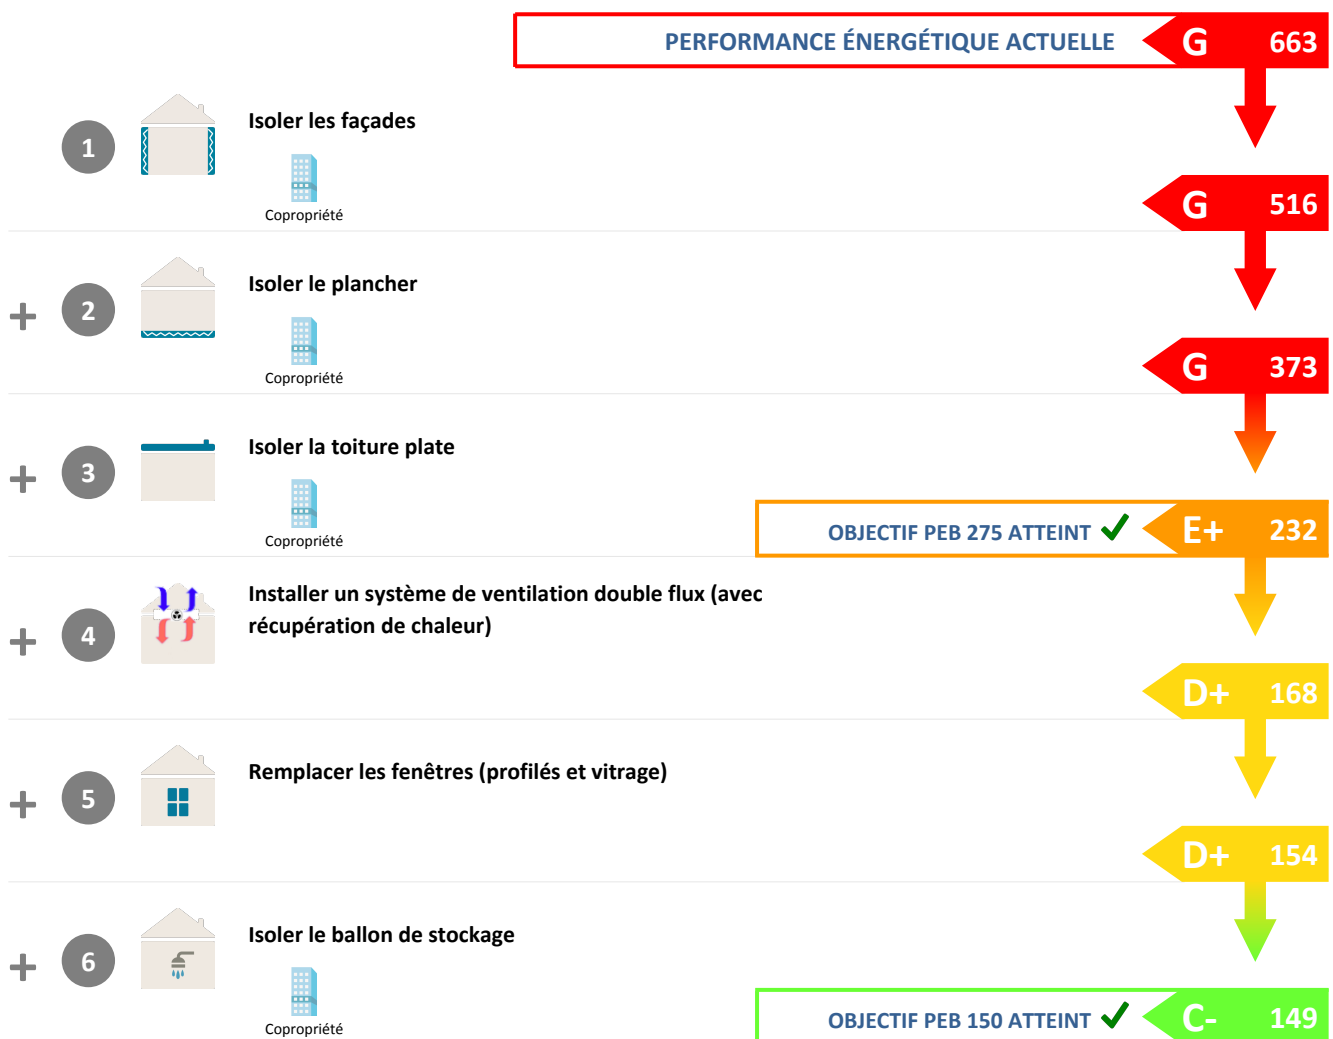 PERFORMANCE ÉNERGÉTIQUE ACTUELLE G 663
1 Isoler les façades
Copropriété
G 516
+ 2 Isoler le plancher
Copropriété
G 373
+ 3 Isoler la toiture plate
Copropriété
OBJECTIF PEB 275 ATTEINT E+ 232
+ 4 Installer un système de ventilation double flux (avec
récupération de chaleur)
D+ 168
+ 5 Remplacer les fenêtres (profilés et vitrage)
D+ 154
+ 6 Isoler le ballon de stockage
Copropriété
OBJECTIF PEB 150 ATTEINT C- 149